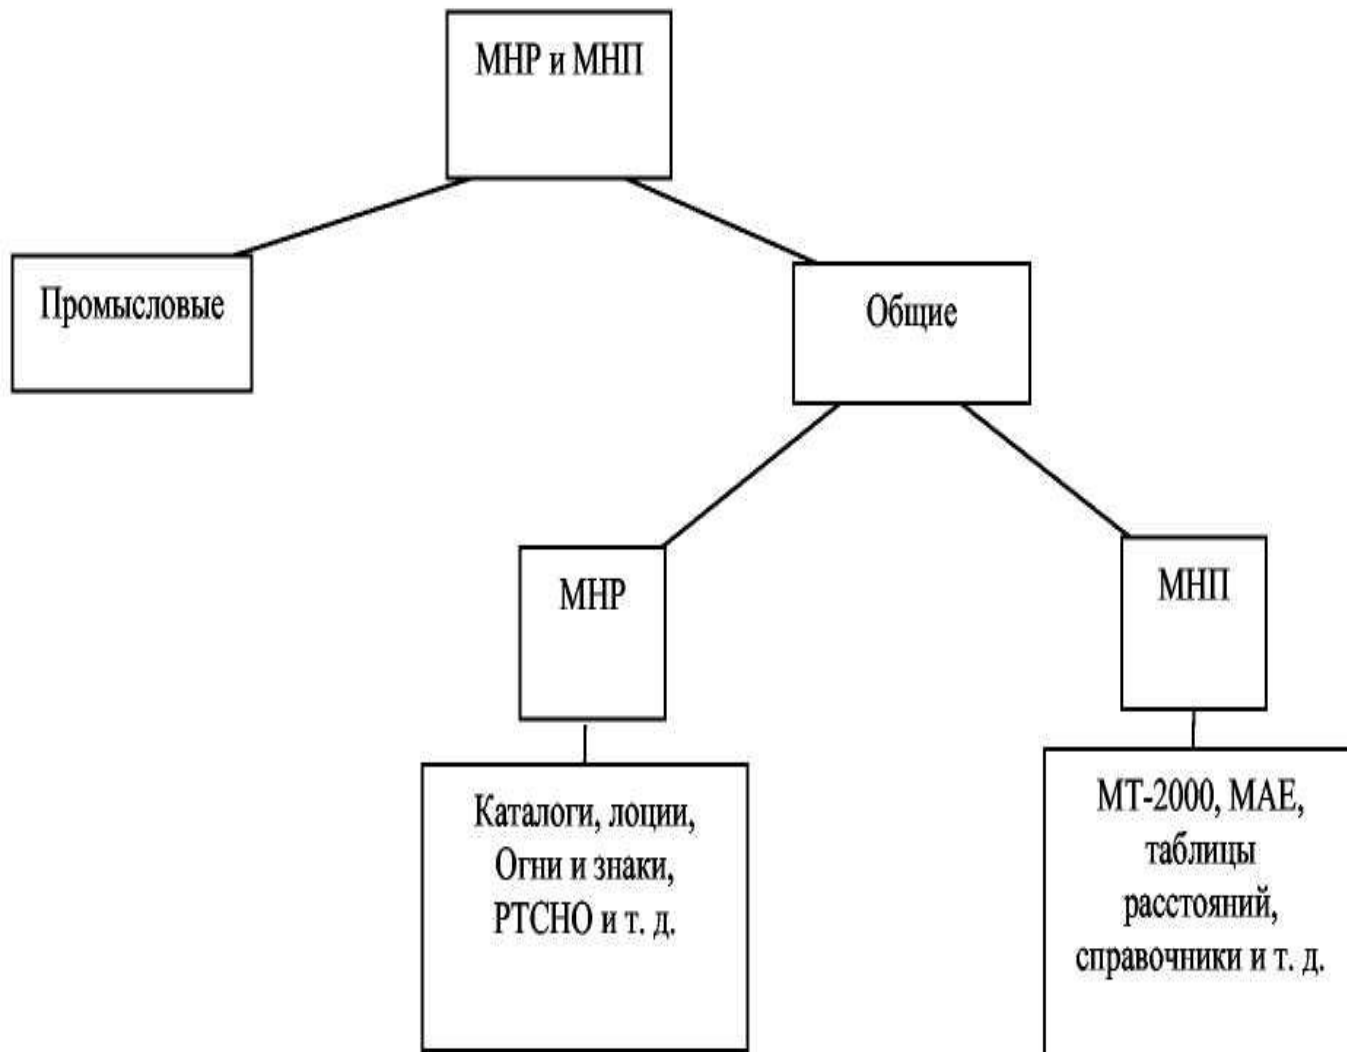 МНР и МНП
Промысловые
Общие
МНР
МНП
Каталоги, лоции,
Огни и знаки,
РТСНО и т. д.
МТ-2000, МАЕ,
таблицы
расстояний,
справочники и т. д.